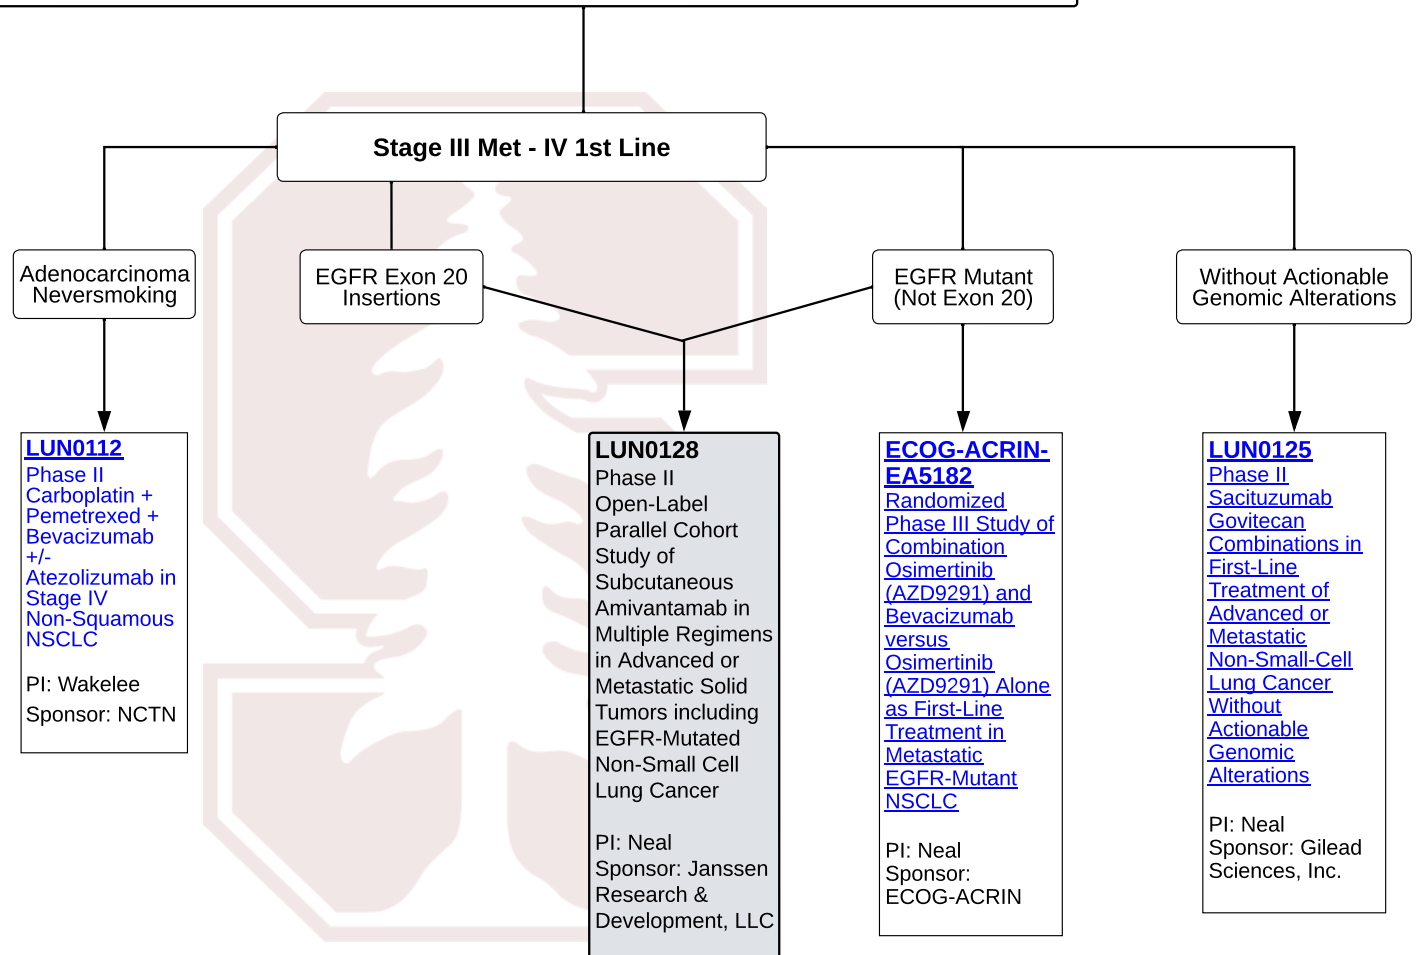 Stage III Met - IV 1st Line
Adenocarcinoma
Neversmoking
EGFR Exon 20
Insertions
EGFR Mutant
(Not Exon 20)
Without Actionable
Genomic Alterations
LUN0112
Phase II
Carboplatin +
Pemetrexed +
Bevacizumab
+/-
Atezolizumab in
Stage IV
Non-Squamous
NSCLC
PI: Wakelee
Sponsor: NCTN
LUN0128
Phase II
Open-Label
Parallel Cohort
Study of
Subcutaneous
Amivantamab in
Multiple Regimens
in Advanced or
Metastatic Solid
Tumors including
EGFR-Mutated
Non-Small Cell
Lung Cancer
PI: Neal
Sponsor: Janssen
Research &
Development, LLC
ECOG-ACRIN-
EA5182
Randomized
Phase III Study of
Combination
Osimertinib
(AZD9291) and
Bevacizumab
versus
Osimertinib
(AZD9291) Alone
as First-Line
Treatment in
Metastatic
EGFR-Mutant
NSCLC
PI: Neal
Sponsor:
ECOG-ACRIN
LUN0125
Phase II
Sacituzumab
Govitecan
Combinations in
First-Line
Treatment of
Advanced or
Metastatic
Non-Small-Cell
Lung Cancer
Without
Actionable
Genomic
Alterations
PI: Neal
Sponsor: Gilead
Sciences, Inc.